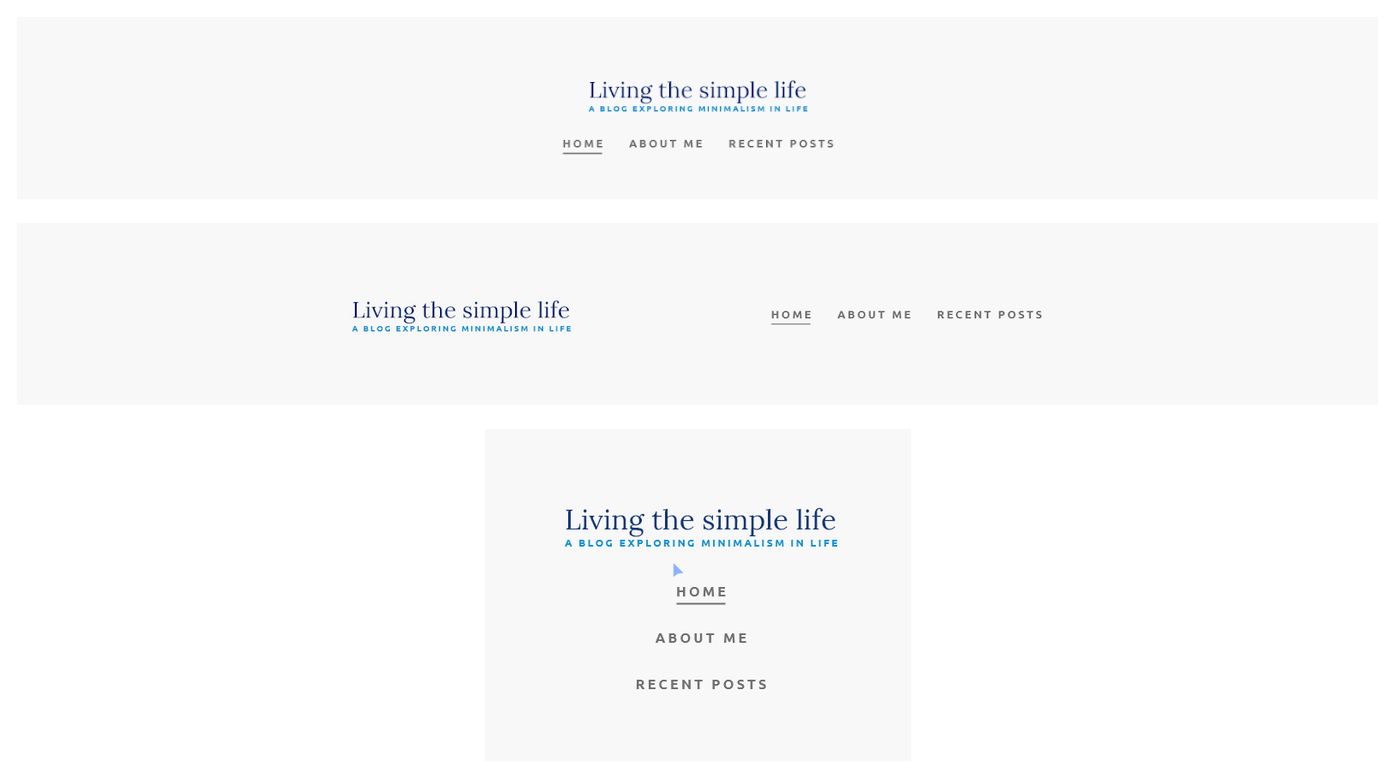 Living the simple life
A BLOG EXPLORING MINIMALISM IN LIFE
HOME ABOUT ME RECENT POSTS
Living the simple life
A BLOG EXPLORING MINIMALISM IN LIFE
HOME ABOUT ME RECENT POSTS
Living the simple life
A BLOG EXPLORING MINIMALISM IN LIFE
HOME
ABOUT ME
RECENT POSTS